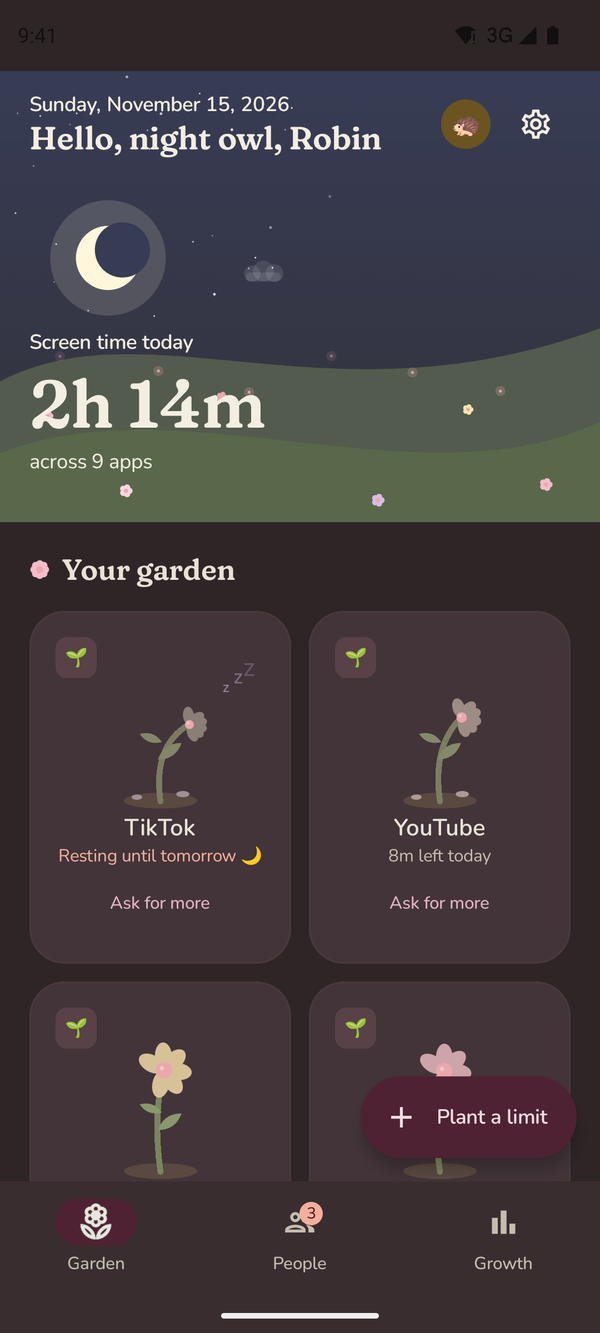 9:41
3G
Sunday, November 15, 2026
Hello, night owl, Robin
Screen time today
2h 14m
across 9 apps
Your garden
z z Z
TikTok
Resting until tomorrow 🌙
Ask for more
YouTube
8m left today
Ask for more
+ Plant a limit
3
Garden
People
Growth